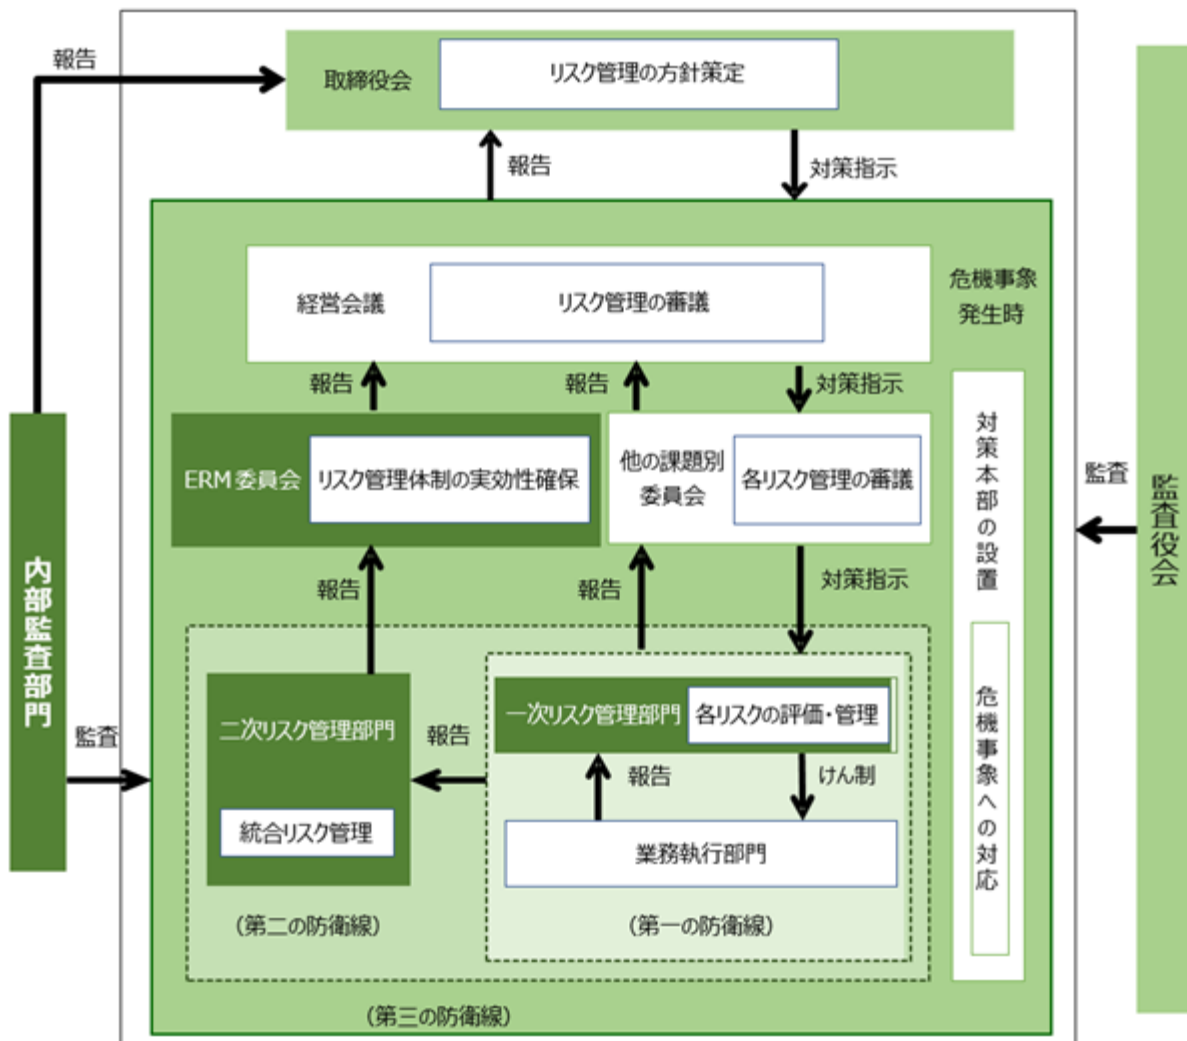 報告
取締役会
リスク管理の方針策定
報告
対策指示
経営会議
リスク管理の審議
危機事象
発生時
報告
報告
対策指示
ERM 委員会
リスク管理体制の実効性確保
他の課題別
委員会
各リスク管理の審議
対策本部の設置
監査
監査役会
内部監査部門
報告
報告
対策指示
一次リスク管理部門
各リスクの評価・管理
二次リスク管理部門
監査
報告
報告
けん制
統合リスク管理
業務執行部門
危機事象への対応
(第二の防衛線)
(第一の防衛線)
(第三の防衛線)